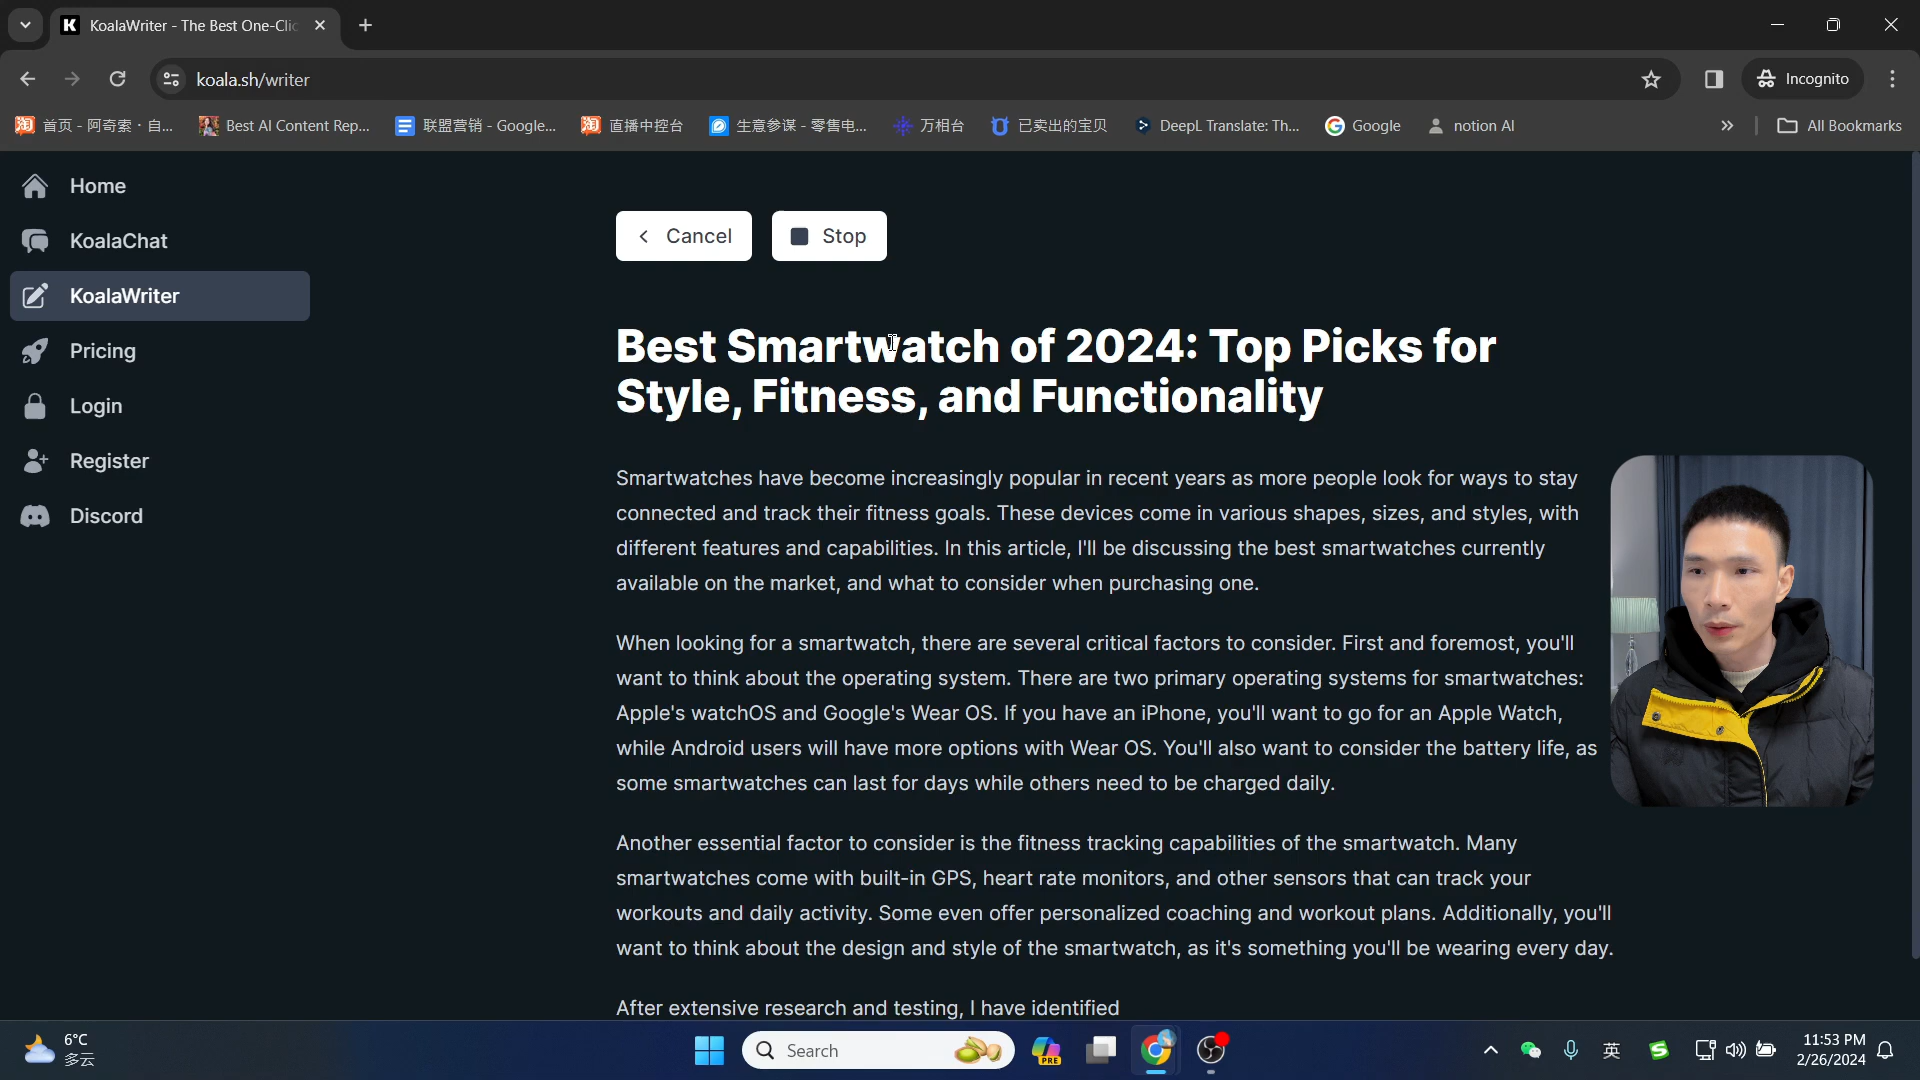 KoalaWriter - The Best One-Clic
koala.sh/writer
Incognito
首页 - 阿奇索 · 自...
Best AI Content Rep...
联盟营销 - Google...
直播中控台
生意参谋 - 零售电...
万相台
已卖出的宝贝
DeepL Translate: Th...
Google
notion AI
All Bookmarks
Home
KoalaChat
KoalaWriter
Pricing
Login
Register
Discord
Cancel
Stop
Best Smartwatch of 2024: Top Picks for
Style, Fitness, and Functionality
Smartwatches have become increasingly popular in recent years as more people look for ways to stay
connected and track their fitness goals. These devices come in various shapes, sizes, and styles, with
different features and capabilities. In this article, I'll be discussing the best smartwatches currently
available on the market, and what to consider when purchasing one.
When looking for a smartwatch, there are several critical factors to consider. First and foremost, you'll
want to think about the operating system. There are two primary operating systems for smartwatches:
Apple's watchOS and Google's Wear OS. If you have an iPhone, you'll want to go for an Apple Watch,
while Android users will have more options with Wear OS. You'll also want to consider the battery life, as
some smartwatches can last for days while others need to be charged daily.
Another essential factor to consider is the fitness tracking capabilities of the smartwatch. Many
smartwatches come with built-in GPS, heart rate monitors, and other sensors that can track your
workouts and daily activity. Some even offer personalized coaching and workout plans. Additionally, you'll
want to think about the design and style of the smartwatch, as it's something you'll be wearing every day.
After extensive research and testing, I have identified
6°C
多云
Search
PRE
英
11:53 PM
2/26/2024